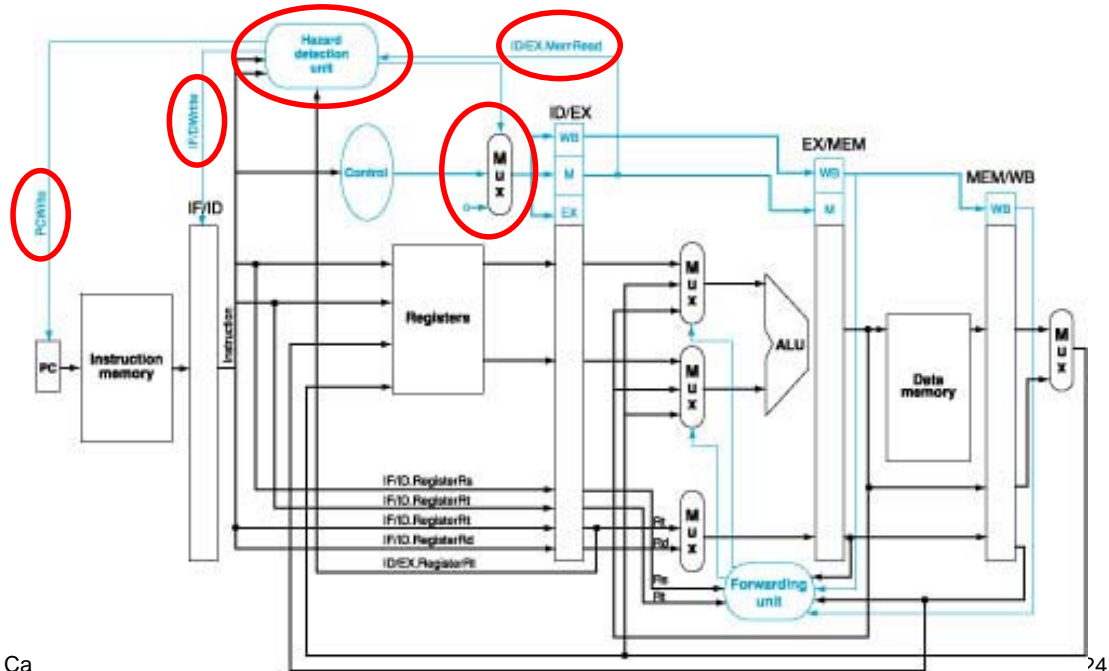 Hazard
detection
unit
ID/EX.MemRead
IF/DWrite
PCWrite
ID/EX
WB
M
EX
Control
M
u
x
0
EX/MEM
WB
M
MEM/WB
WB
IF/ID
Instruction
PC
Instruction
memory
Registers
M
u
x
M
u
x
ALU
Data
memory
M
u
x
IF/ID.RegisterRs
IF/ID.RegisterRt
IF/ID.RegisterRt
IF/ID.RegisterRd
ID/EX.RegisterRt
Rt
Rd
M
u
x
Rs
Rt
Forwarding
unit
Ca
24